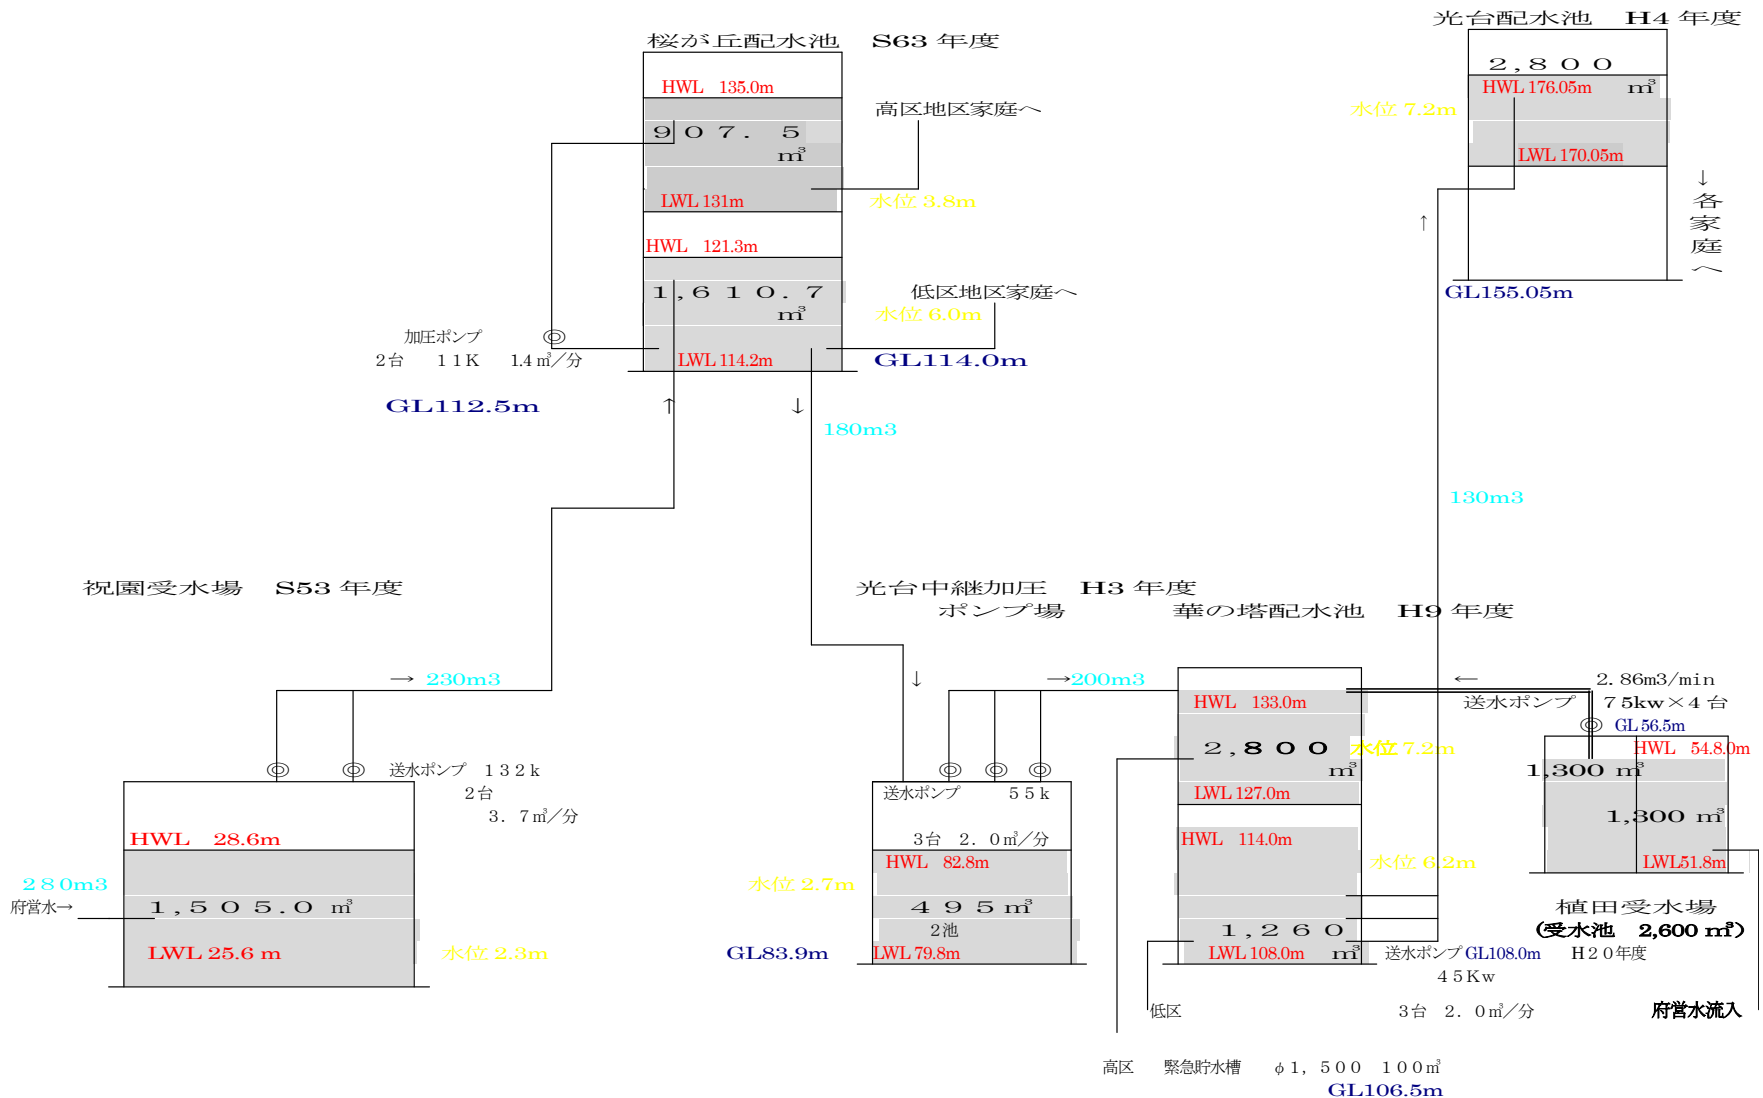 桜が丘配水池　S63 年度
HWL　135.0m
９０７．５
㎥
LWL 131m
高区地区家庭へ
水位 3.8m
HWL　121.3m
1,６１０.７
㎥
LWL 114.2m
低区地区家庭へ
水位 6.0m
GL114.0m
加圧ポンプ　◎
2台　１１K　1.4㎥／分
GL112.5m
↑　↓
180m3
光台配水池　H4 年度
２,８００
㎥
HWL 176.05m
水位 7.2m
LWL 170.05m
↓各家庭へ
↑
GL155.05m
130m3
祝園受水場　S53 年度
→ 230m3
◎　◎　送水ポンプ　１３２ｋ
2台
３．７㎥／分
HWL　28.6m
２８０m3
府営水→
１,５０５.０ ㎥
LWL 25.6 m
水位 2.3m
光台中継加圧　H3 年度
ポンプ場
↓
→200m3
◎　◎　◎
送水ポンプ　５５ｋ
3台　２．０㎥／分
HWL　82.8m
水位 2.7m
４９５㎥
2池
GL83.9m
LWL 79.8m
華の塔配水池　H9 年度
HWL　133.0m
２,８００
㎥
水位 7.2m
LWL 127.0m
HWL　114.0m
水位 6.2m
１,２６０
㎥
LWL 108.0m
送水ポンプ GL108.0m
４５Kw
3台　２．０㎥／分
低区
高区　緊急貯水槽　φ１，５００　１００㎥
GL106.5m
←　2.86m3/min
送水ポンプ　７５kw×４台
◎ GL 56.5m
HWL　54.8.0m
1,300 ㎥
1,300 ㎥
LWL51.8m
植田受水場
(受水池　2,600 ㎥)
H２０年度
府営水流入